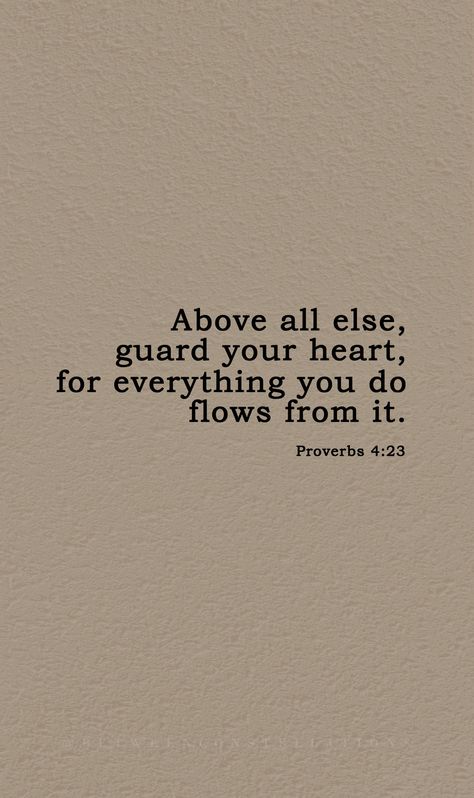 Above all else,
guard your heart,
for everything you do
flows from it.
Proverbs 4:23